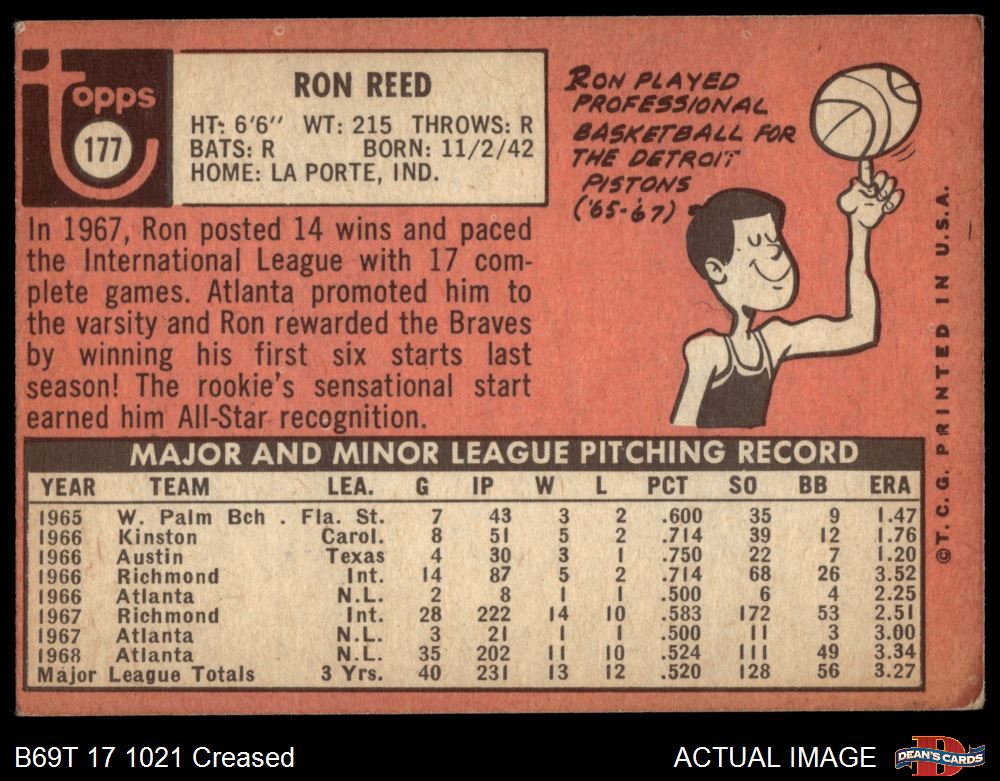 Topps
177
RON REED
HT: 6'6" WT: 215 THROWS: R
BATS: R BORN: 11/2/42
HOME: LA PORTE, IND.
RON PLAYED
PROFESSIONAL
BASKETBALL FOR
THE DETROIT
PISTONS
('65-'67)
In 1967, Ron posted 14 wins and paced
the International League with 17 com-
plete games. Atlanta promoted him to
the varsity and Ron rewarded the Braves
by winning his first six starts last
season! The rookie's sensational start
earned him All-Star recognition.
©T. C. G. PRINTED IN U.S.A.
MAJOR AND MINOR LEAGUE PITCHING RECORD
YEAR TEAM LEA. G IP W L PCT SO BB ERA
1965 W. Palm Bch . Fla. St. 7 43 3 2 .600 35 9 1.47
1966 Kinston Carol. 8 51 5 2 .714 39 12 1.76
1966 Austin Texas 4 30 3 1 .750 22 7 1.20
1966 Richmond Int. 14 87 5 2 .714 68 26 3.52
1966 Atlanta N.L. 2 8 1 1 .500 6 4 2.25
1967 Richmond Int. 28 222 14 10 .583 172 53 2.51
1967 Atlanta N.L. 3 21 1 1 .500 11 3 3.00
1968 Atlanta N.L. 35 202 11 10 .524 111 49 3.34
Major League Totals 3 Yrs. 40 231 13 12 .520 128 56 3.27
B69T 17 1021 Creased
ACTUAL IMAGE
D
DEAN'S CARDS